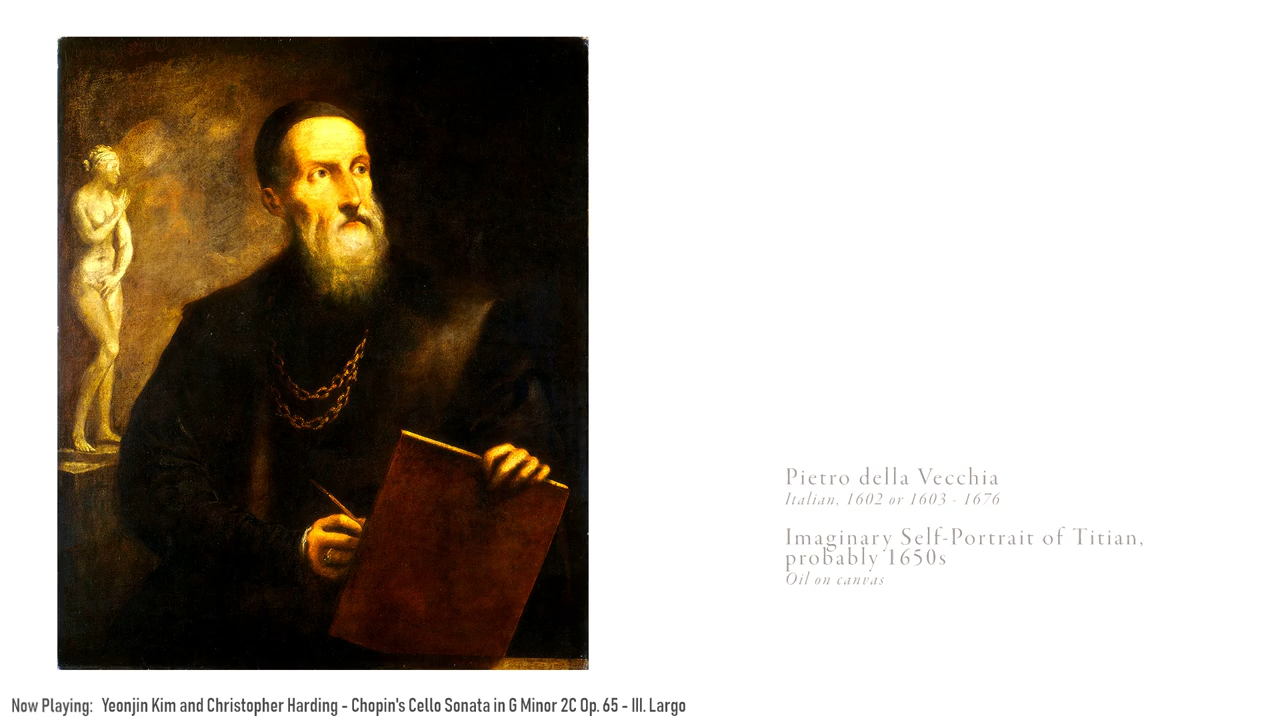 Pietro della Vecchia
Italian, 1602 or 1603 - 1676
Imaginary Self-Portrait of Titian,
probably 1650s
Oil on canvas
Now Playing: Yeonjin Kim and Christopher Harding - Chopin's Cello Sonata in G Minor 2C Op. 65 - III. Largo